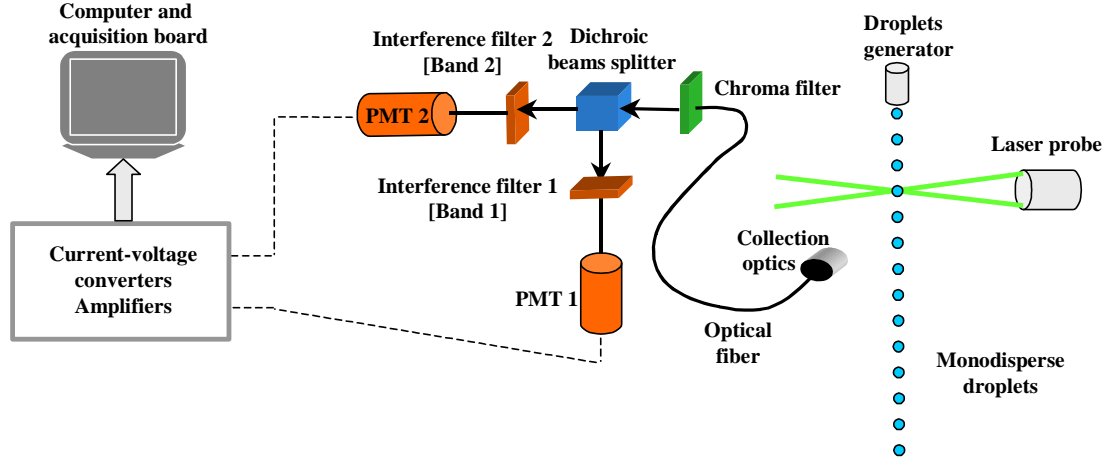 Computer and
acquisition board
Interference filter 2
[Band 2]
Dichroic
beams splitter
Chroma filter
Droplets
generator
Laser probe
PMT 2
Interference filter 1
[Band 1]
Current-voltage
converters
Amplifiers
PMT 1
Collection
optics
Optical
fiber
Monodisperse
droplets